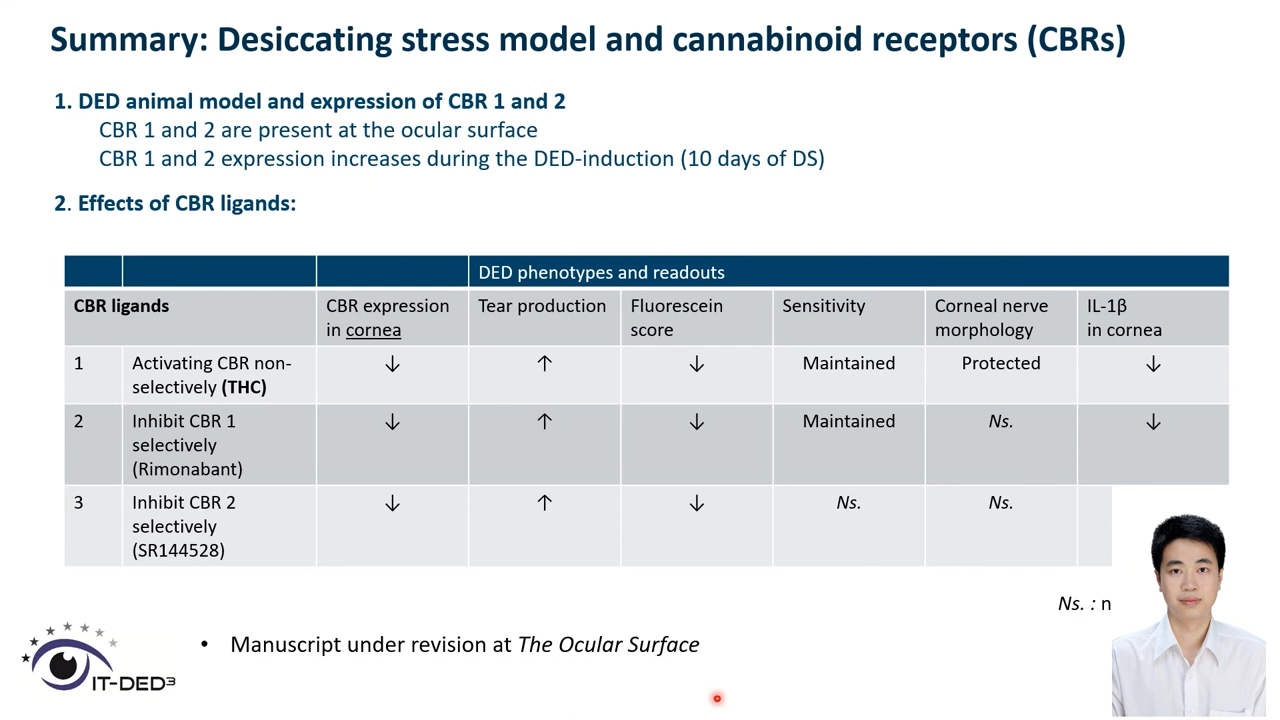 Summary: Desiccating stress model and cannabinoid receptors (CBRs)
1. DED animal model and expression of CBR 1 and 2
CBR 1 and 2 are present at the ocular surface
CBR 1 and 2 expression increases during the DED-induction (10 days of DS)
2. Effects of CBR ligands:
DED phenotypes and readouts
CBR ligands
CBR expression
in cornea
Tear production
Fluorescein
score
Sensitivity
Corneal nerve
morphology
IL-1β
in cornea
1
Activating CBR non-
selectively (THC)
↓
↑
↓
Maintained
Protected
↓
2
Inhibit CBR 1
selectively
(Rimonabant)
↓
↑
↓
Maintained
Ns.
↓
3
Inhibit CBR 2
selectively
(SR144528)
↓
↑
↓
Ns.
Ns.
Ns. : n
• Manuscript under revision at The Ocular Surface
IT-DED³